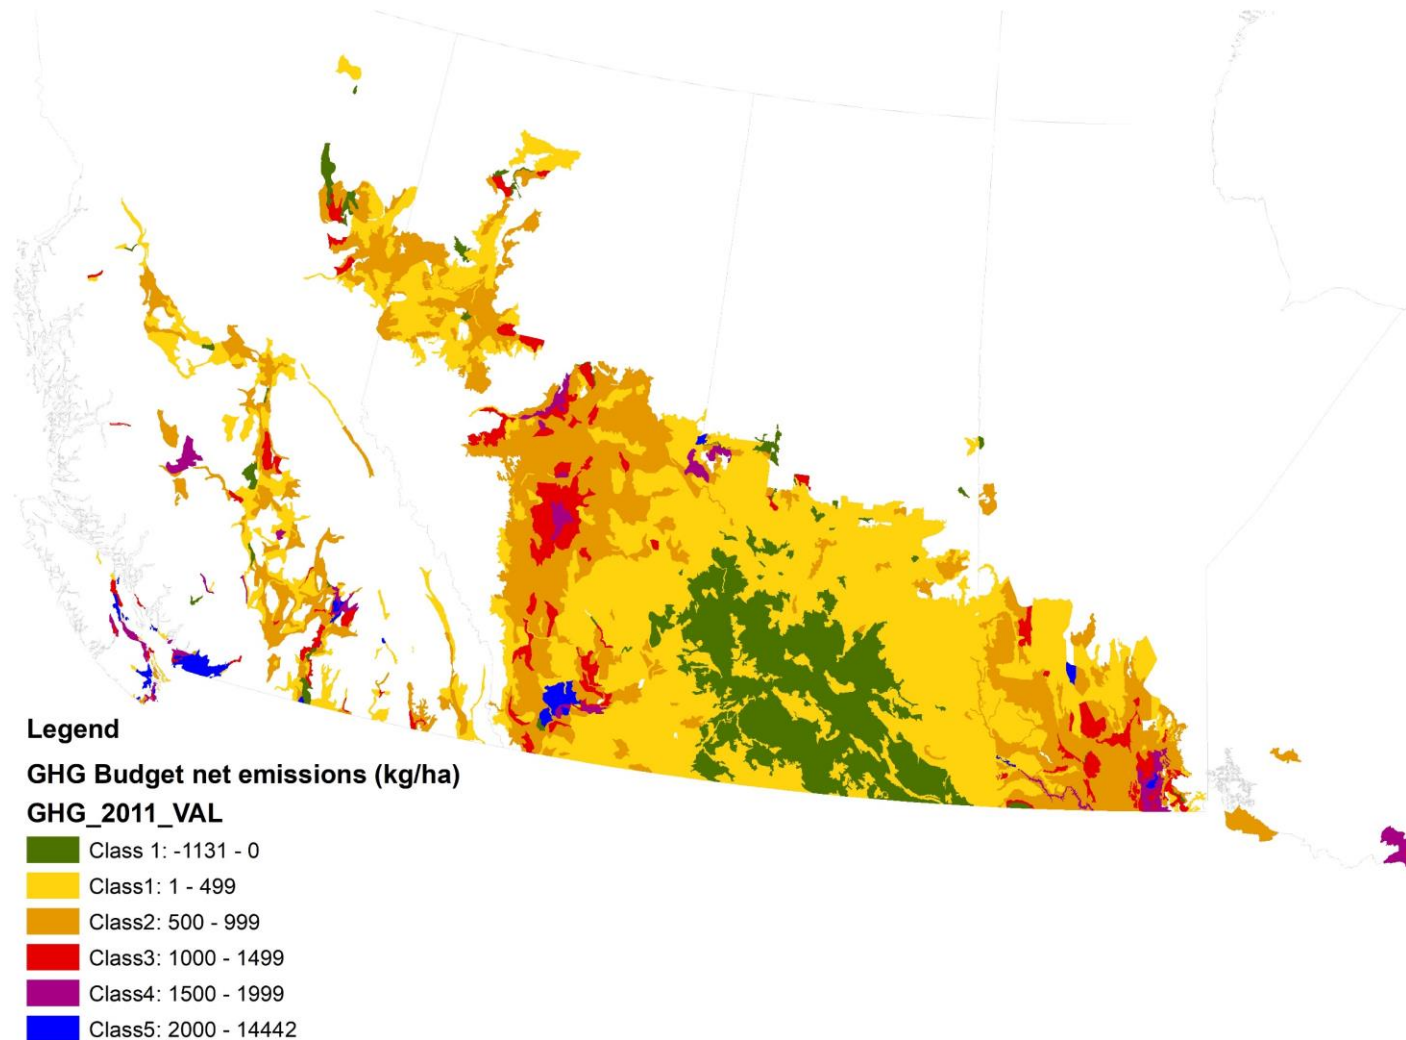 Legend
GHG Budget net emissions (kg/ha)
GHG_2011_VAL
Class 1: -1131 - 0
Class1: 1 - 499
Class2: 500 - 999
Class3: 1000 - 1499
Class4: 1500 - 1999
Class5: 2000 - 14442